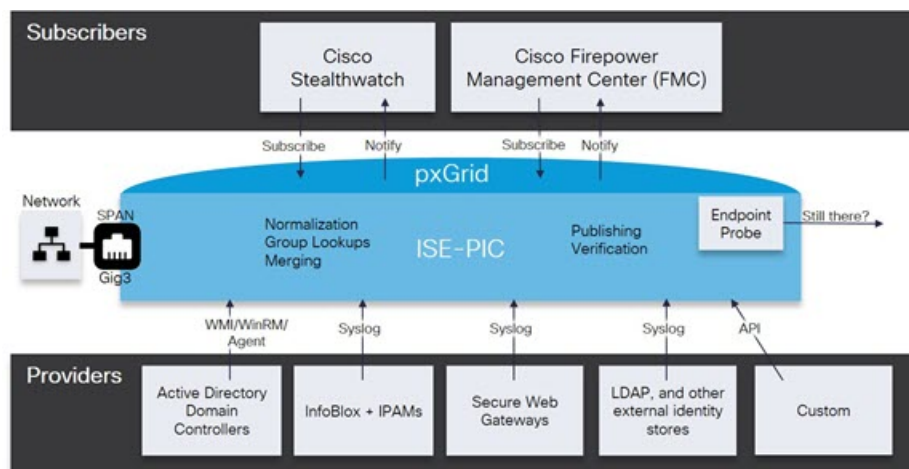 Subscribers
Cisco
Stealthwatch
Cisco Firepower
Management Center (FMC)
Subscribe
Notify
Subscribe
Notify
pxGrid
Network
SPAN
Gig3
Normalization
Group Lookups
Merging
ISE-PIC
Publishing
Verification
Endpoint
Probe
Still there?
WMI/WinRM/
Agent
Syslog
Syslog
Syslog
API
Providers
Active Directory
Domain
Controllers
InfoBlox + IPAMs
Secure Web
Gateways
LDAP, and other
external identity
stores
Custom